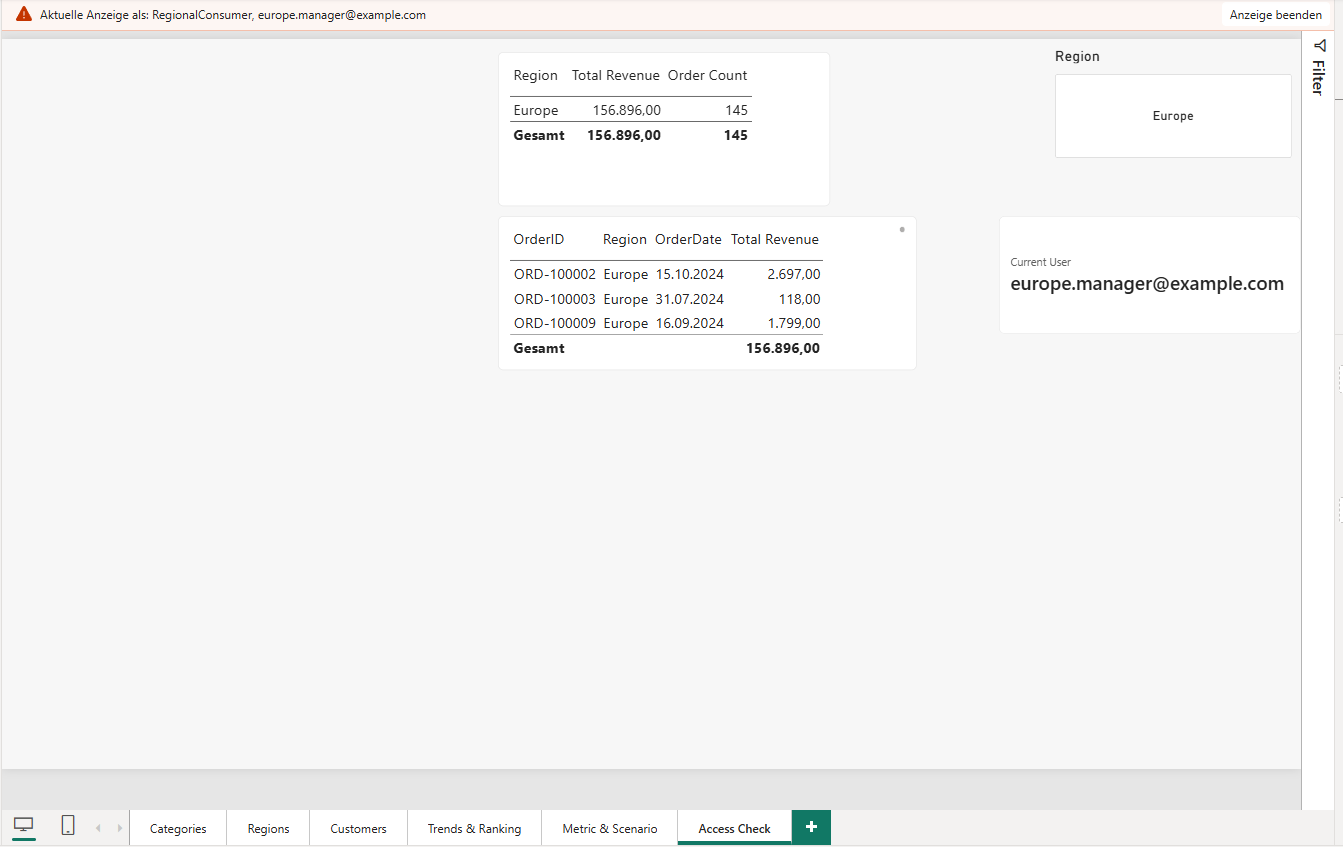 Aktuelle Anzeige als: RegionalConsumer, europe.manager@example.com
Anzeige beenden
Region Total Revenue Order Count
Europe 156.896,00 145
Gesamt 156.896,00 145
Region
Europe
Filter
OrderID Region OrderDate Total Revenue
ORD-100002 Europe 15.10.2024 2.697,00
ORD-100003 Europe 31.07.2024 118,00
ORD-100009 Europe 16.09.2024 1.799,00
Gesamt 156.896,00
Current User
europe.manager@example.com
Categories Regions Customers Trends & Ranking Metric & Scenario Access Check +